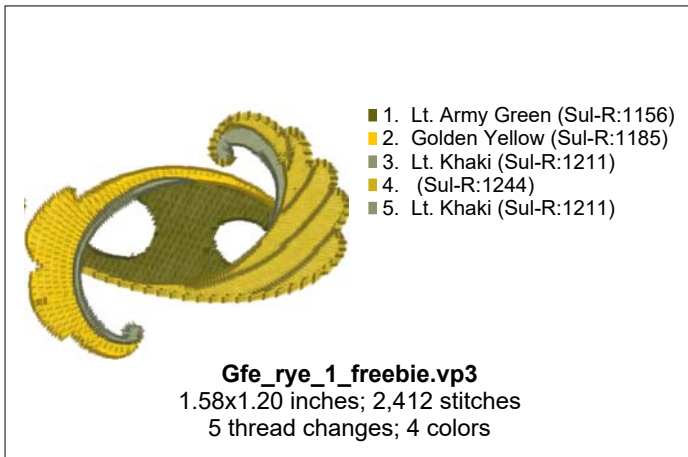 1. Lt. Army Green (Sul-R:1156)
2. Golden Yellow (Sul-R:1185)
3. Lt. Khaki (Sul-R:1211)
4. (Sul-R:1244)
5. Lt. Khaki (Sul-R:1211)
Gfe_rye_1_freebie.vp3
1.58x1.20 inches; 2,412 stitches
5 thread changes; 4 colors